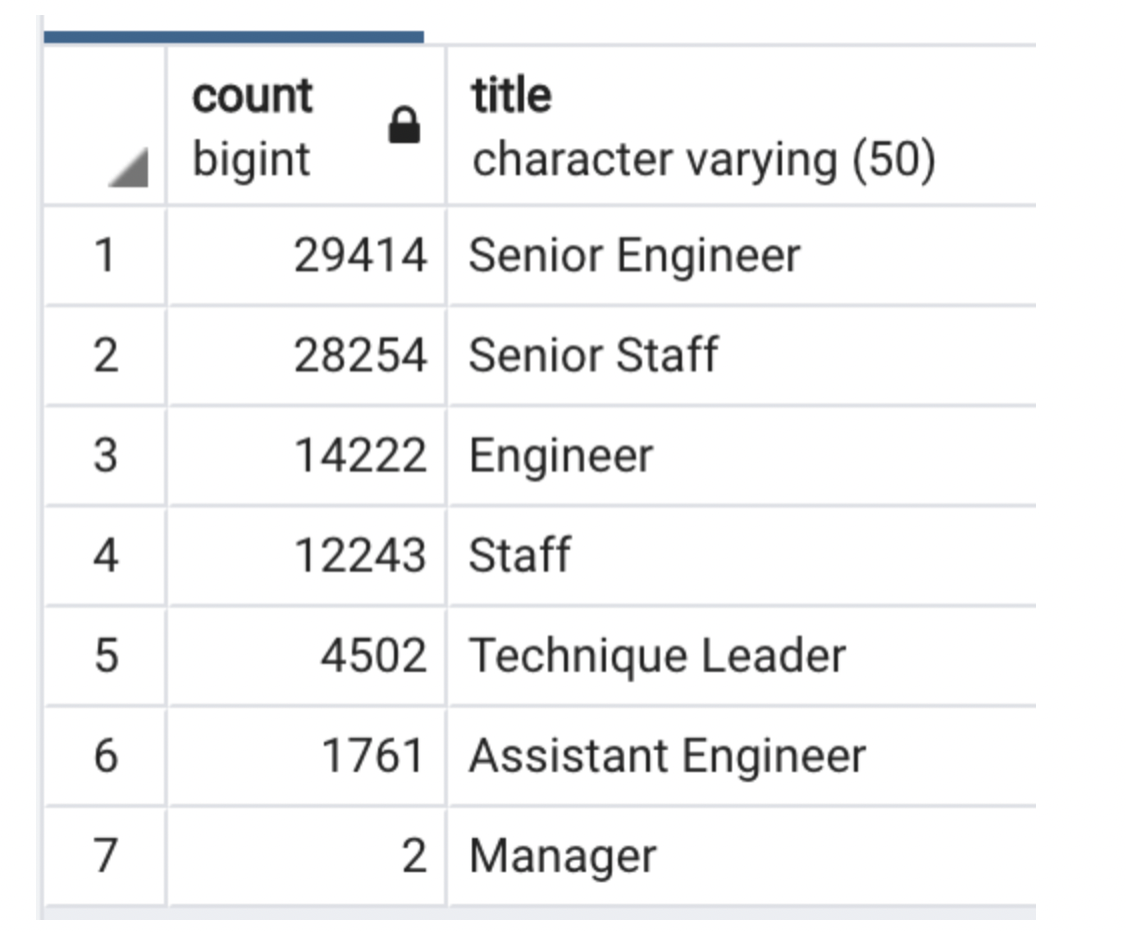 count title
bigint character varying (50)
1 29414 Senior Engineer
2 28254 Senior Staff
3 14222 Engineer
4 12243 Staff
5 4502 Technique Leader
6 1761 Assistant Engineer
7 2 Manager